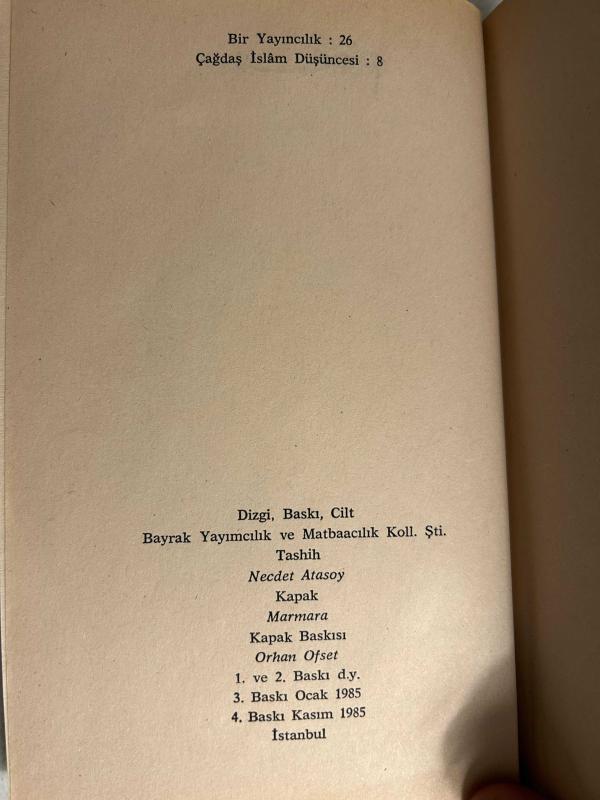 Bir Yayıncılık : 26
Çağdaş İslâm Düşüncesi : 8
Dizgi, Baskı, Cilt
Bayrak Yayımcılık ve Matbaacılık Koll. Şti.
Tashih
Necdet Atasoy
Kapak
Marmara
Kapak Baskısı
Orhan Ofset
1. ve 2. Baskı d.y.
3. Baskı Ocak 1985
4. Baskı Kasım 1985
İstanbul